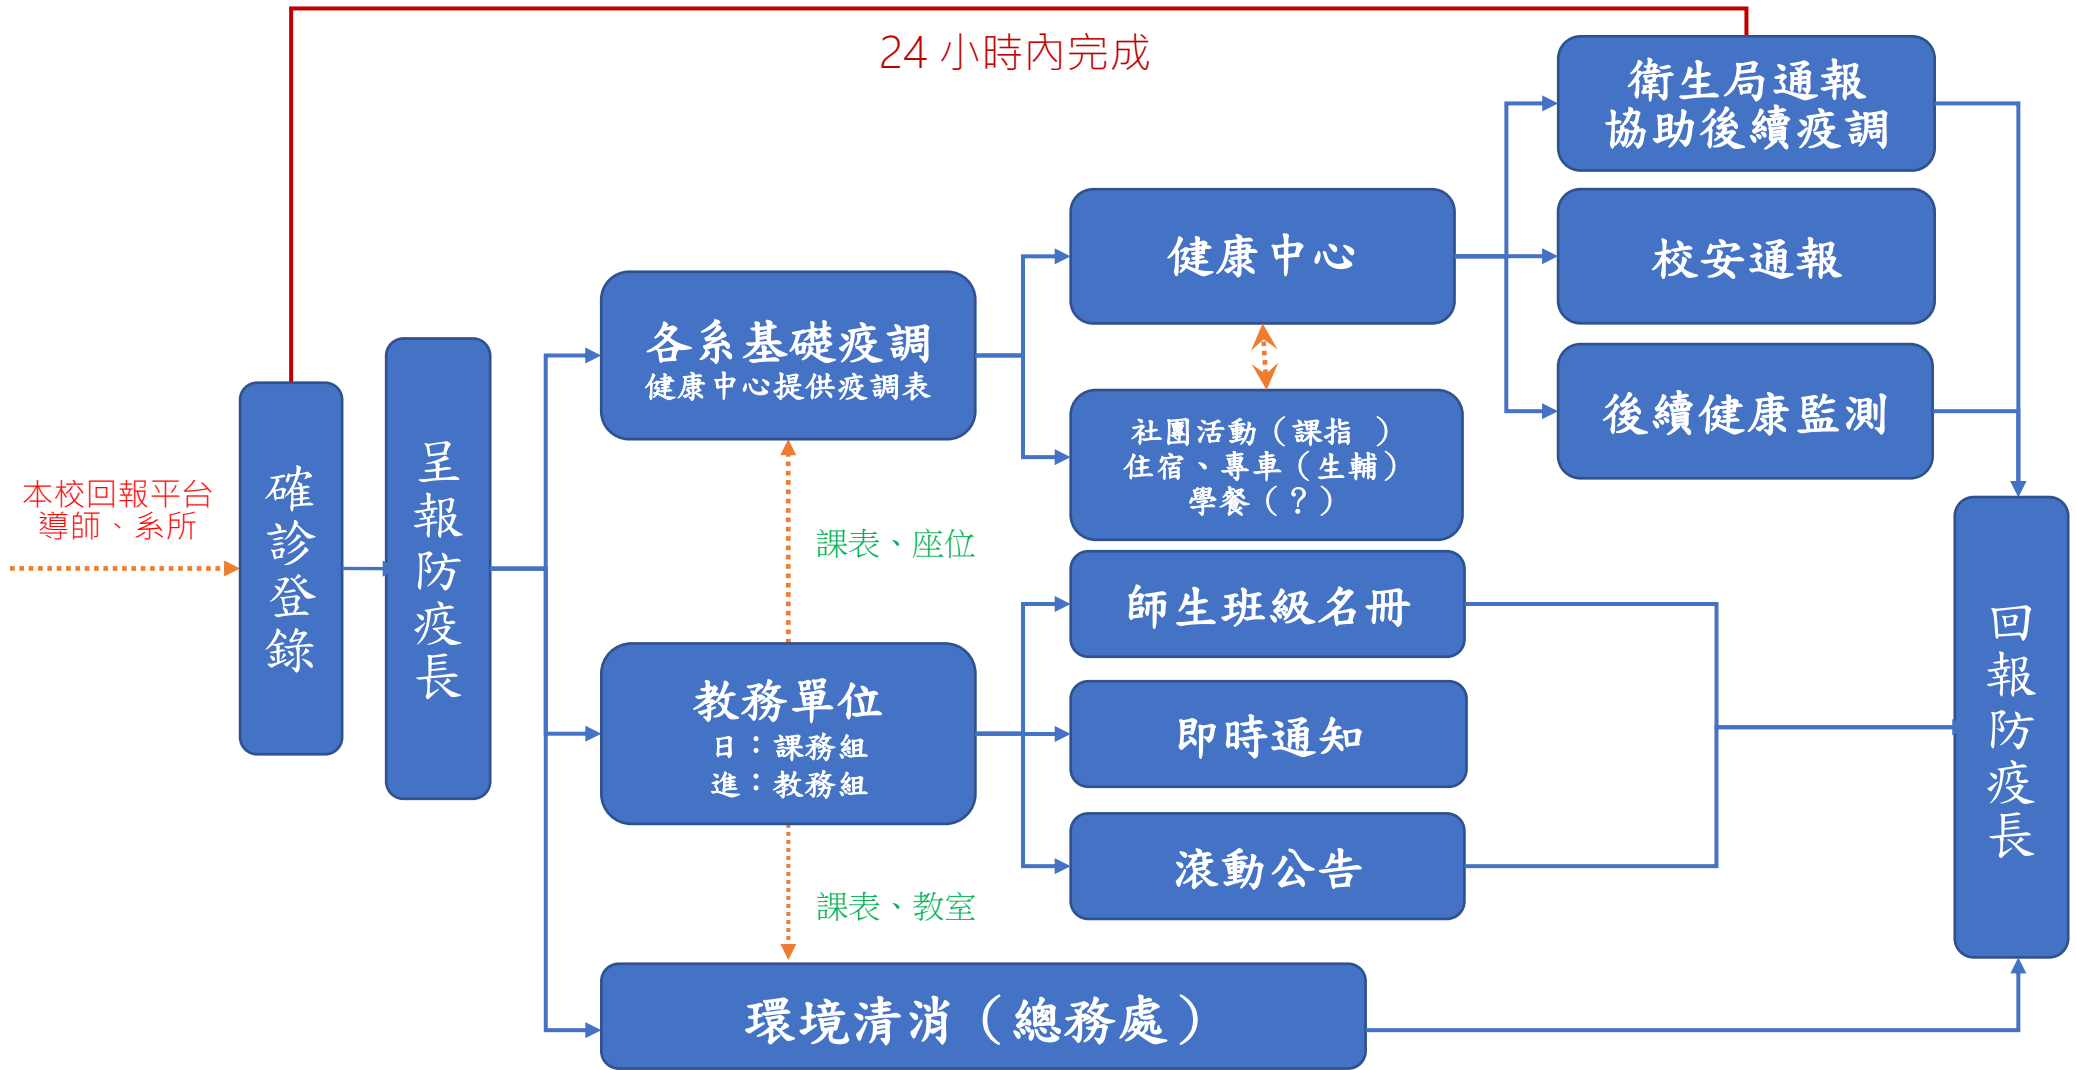 24 小時內完成
本校回報平台
導師、系所
確診登錄
呈報防疫長
各系基礎疫調
健康中心提供疫調表
課表、座位
教務單位
日：課務組
進：教務組
課表、教室
環境清消（總務處）
健康中心
社團活動（課指 ）
住宿、專車（生輔）
學餐（？）
師生班級名冊
即時通知
滾動公告
衛生局通報
協助後續疫調
校安通報
後續健康監測
回報防疫長